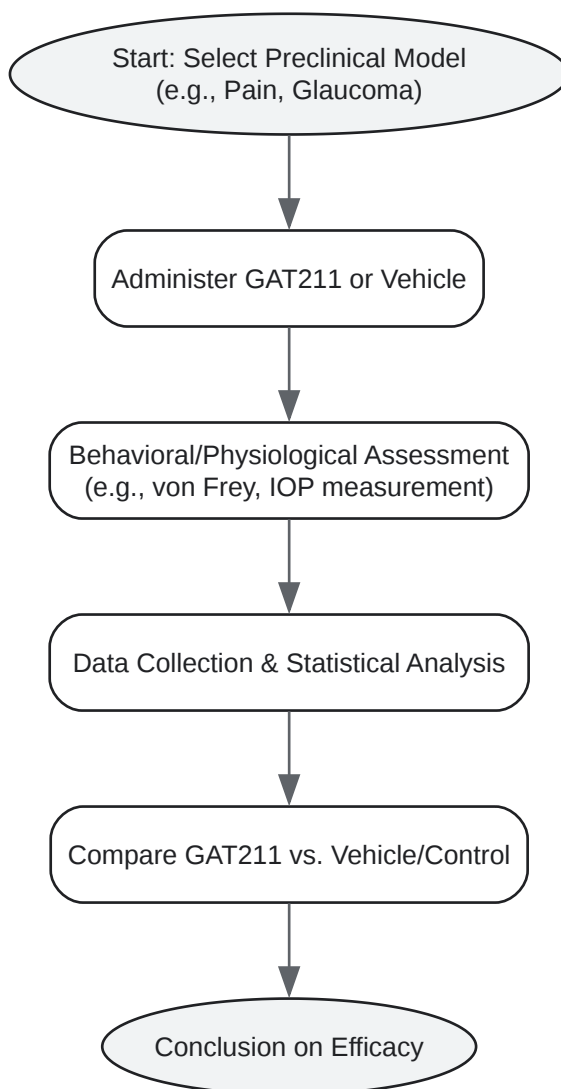 Start: Select Preclinical Model
(e.g., Pain, Glaucoma)
Administer GAT211 or Vehicle
Behavioral/Physiological Assessment
(e.g., von Frey, IOP measurement)
Data Collection & Statistical Analysis
Compare GAT211 vs. Vehicle/Control
Conclusion on Efficacy